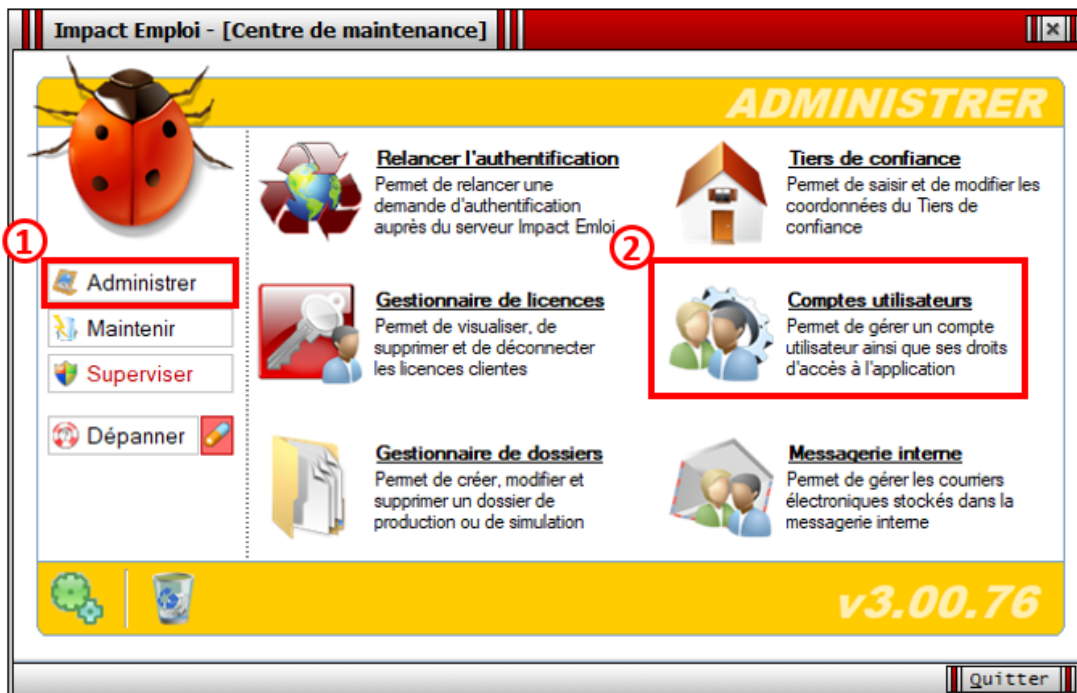 Impact Emploi - [Centre de maintenance]
ADMINISTRER
1
Administrer
Maintenir
Superviser
Dépanner
Relancer l'authentification
Permet de relancer une
demande d'authentification
auprès du serveur Impact Emloi
Tiers de confiance
Permet de saisir et de modifier les
coordonnées du Tiers de
confiance
2
Gestionnaire de licences
Permet de visualiser, de
supprimer et de déconnecter
les licences clientes
Comptes utilisateurs
Permet de gérer un compte
utilisateur ainsi que ses droits
d'accès à l'application
Gestionnaire de dossiers
Permet de créer, modifier et
supprimer un dossier de
production ou de simulation
Messagerie interne
Permet de gérer les courriers
électroniques stockés dans la
messagerie interne
v3.00.76
Quitter